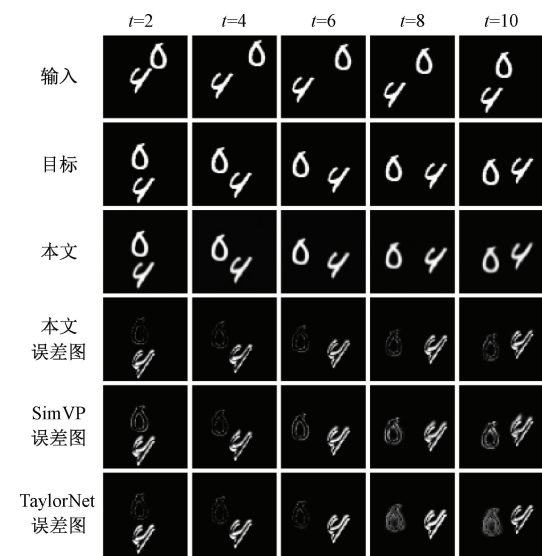 t=2 t=4 t=6 t=8 t=10
输入
目标
本文
本文
误差图
SimVP
误差图
TaylorNet
误差图